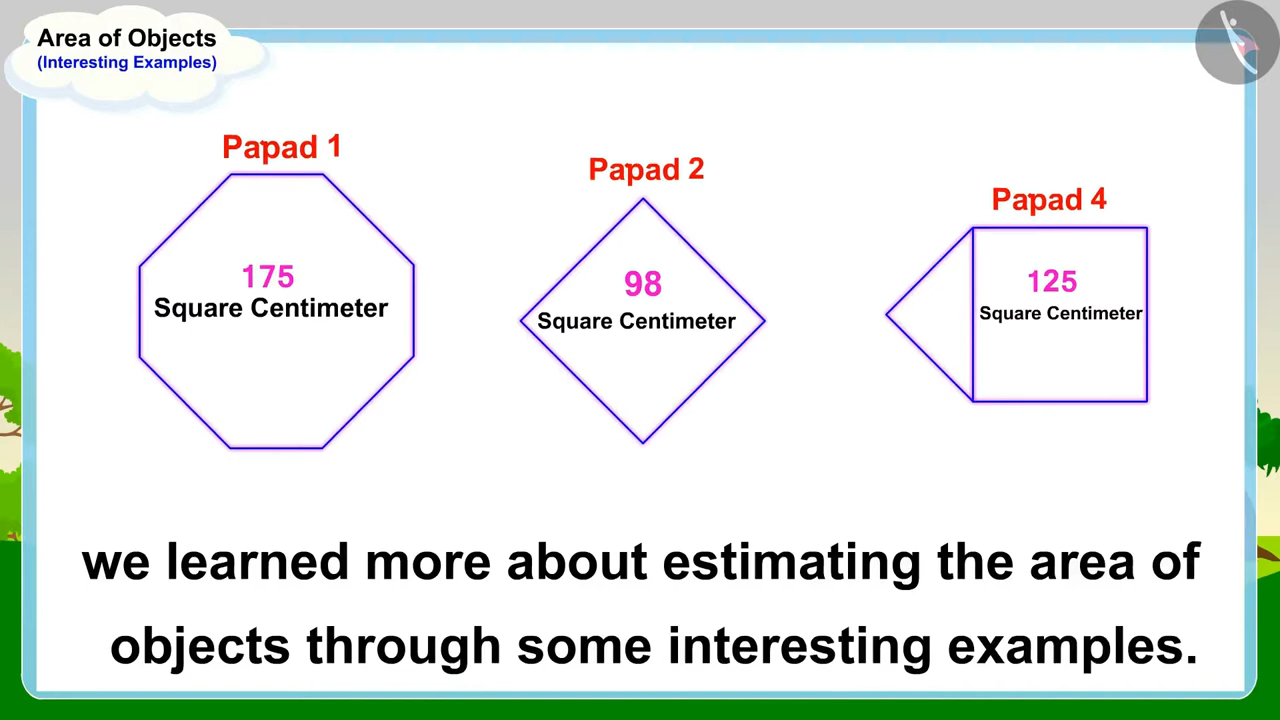 Area of Objects
(Interesting Examples)
Papad 1
175
Square Centimeter
Papad 2
98
Square Centimeter
Papad 4
125
Square Centimeter
we learned more about estimating the area of
objects through some interesting examples.